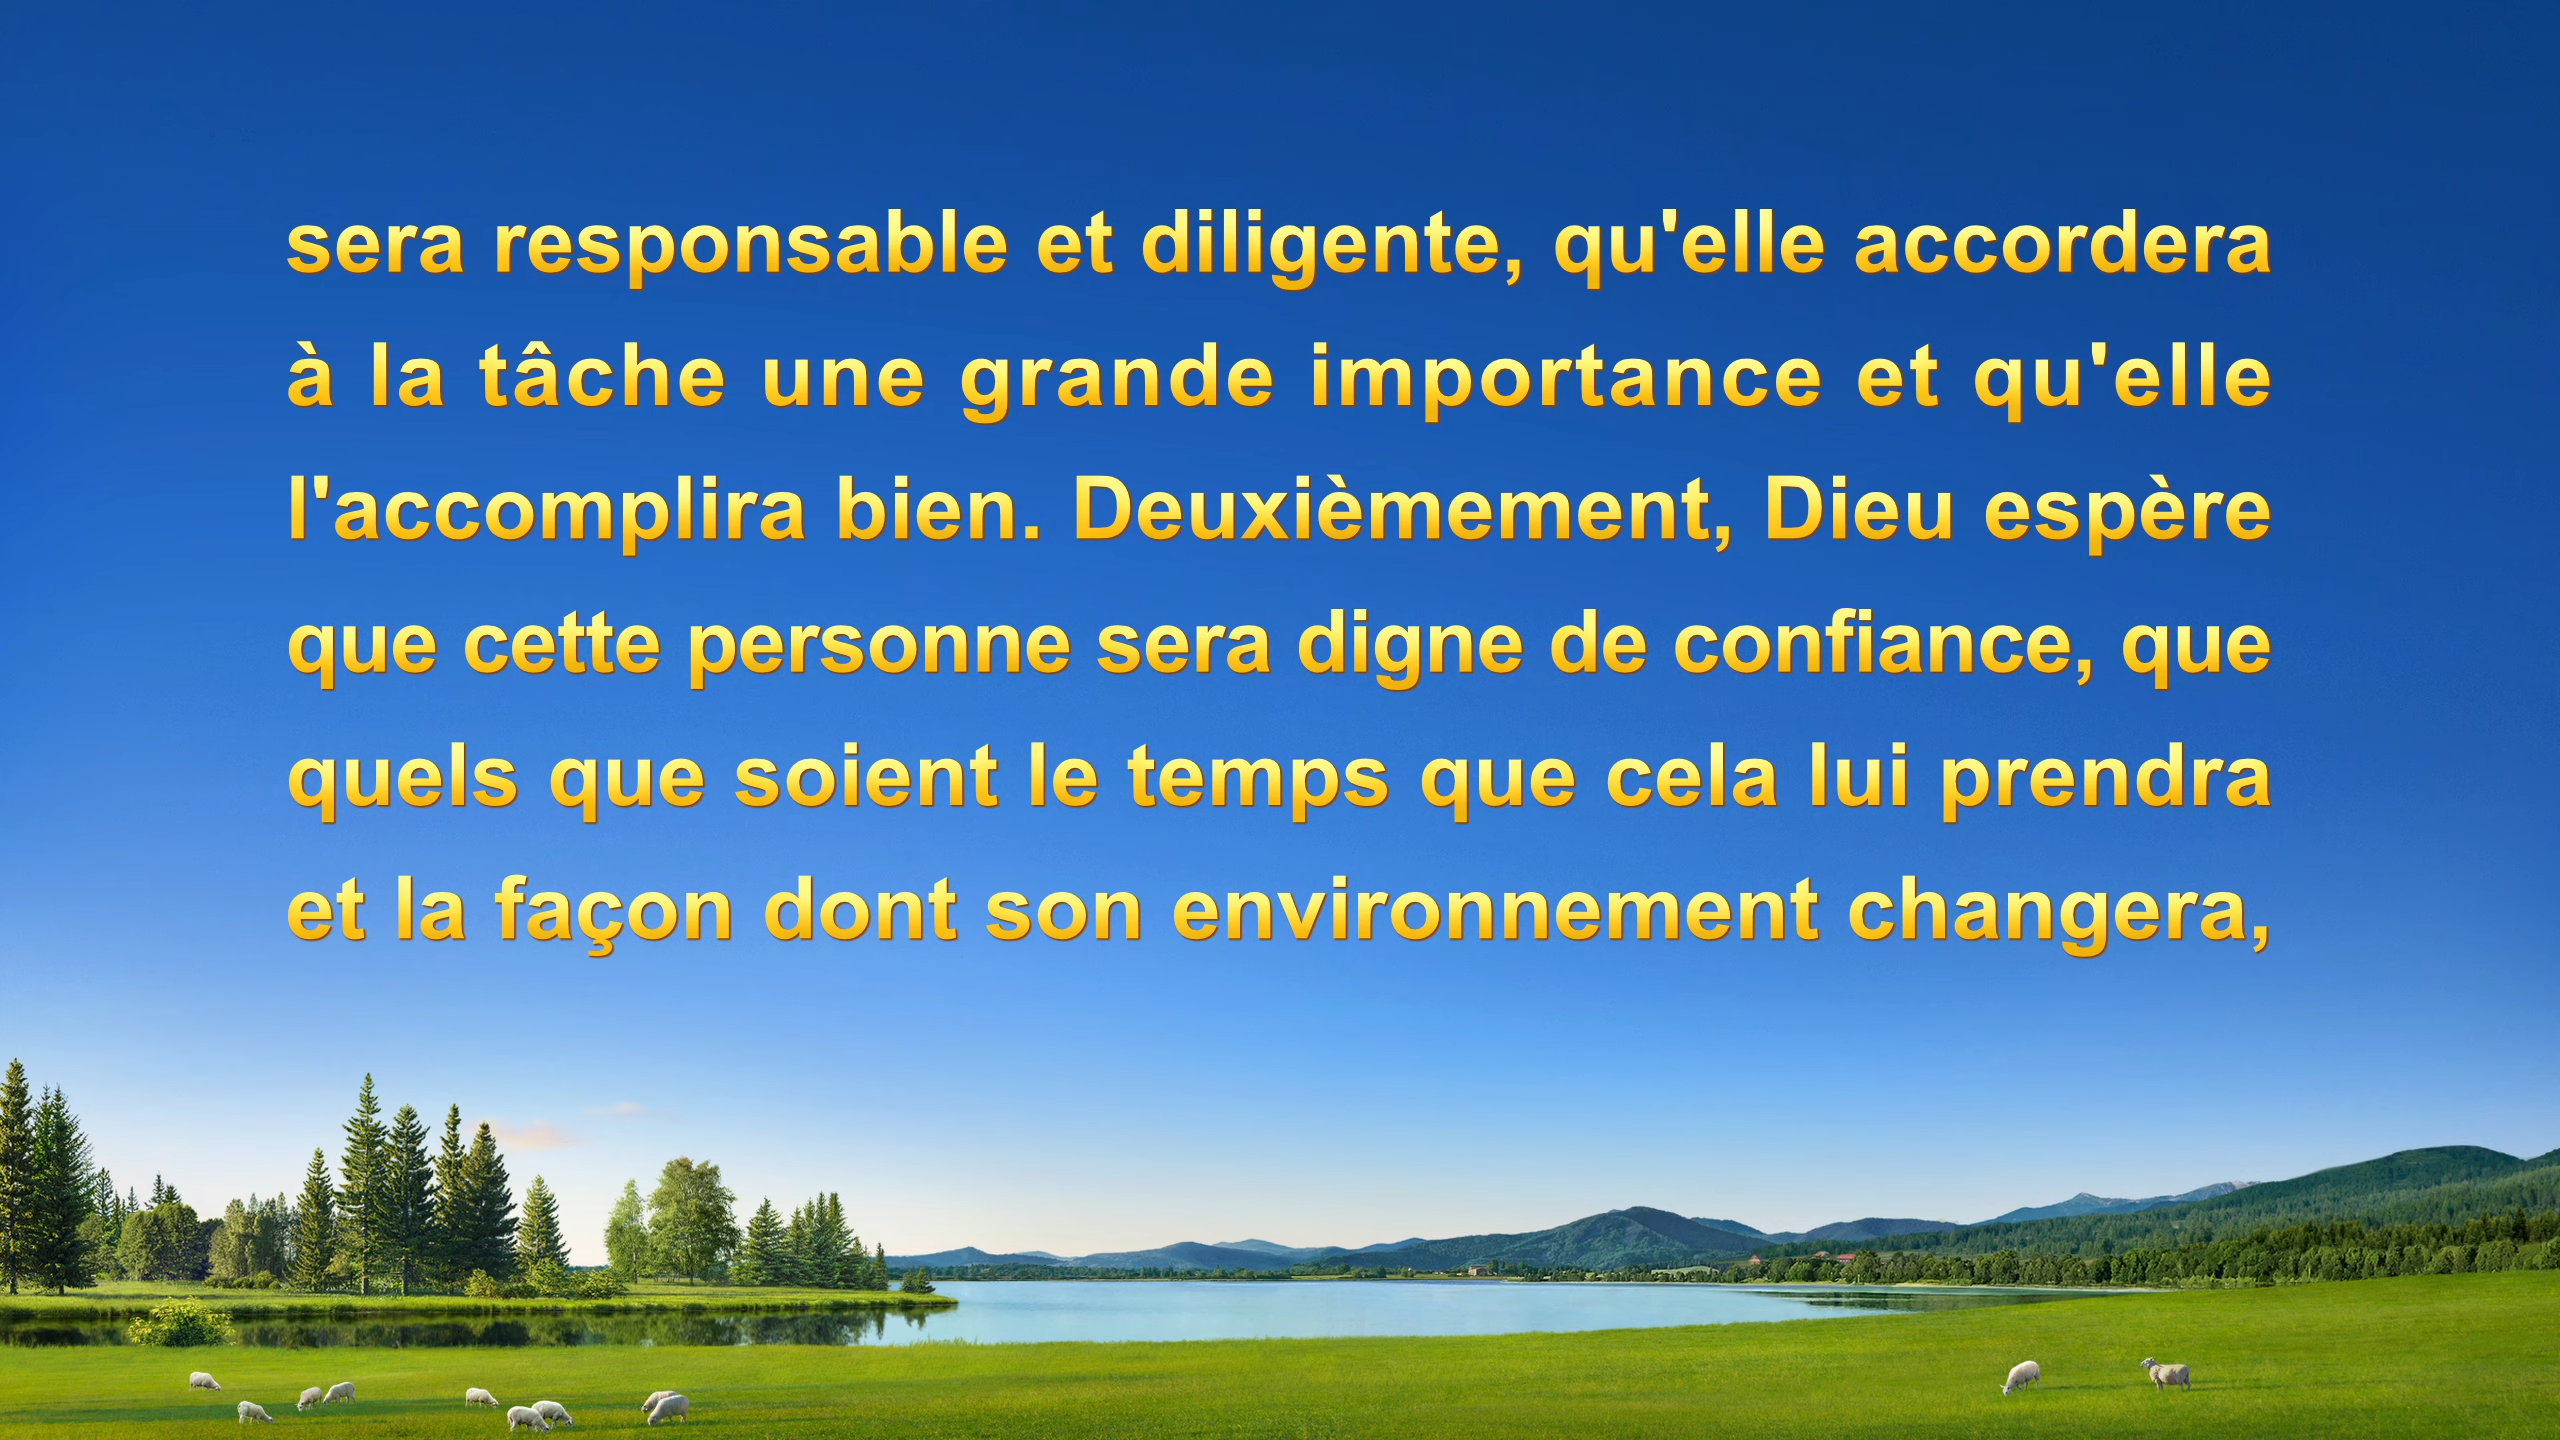 sera responsable et diligente, qu'elle accordera
à la tâche une grande importance et qu'elle
l'accomplira bien. Deuxièmement, Dieu espère
que cette personne sera digne de confiance, que
quels que soient le temps que cela lui prendra
et la façon dont son environnement changera,